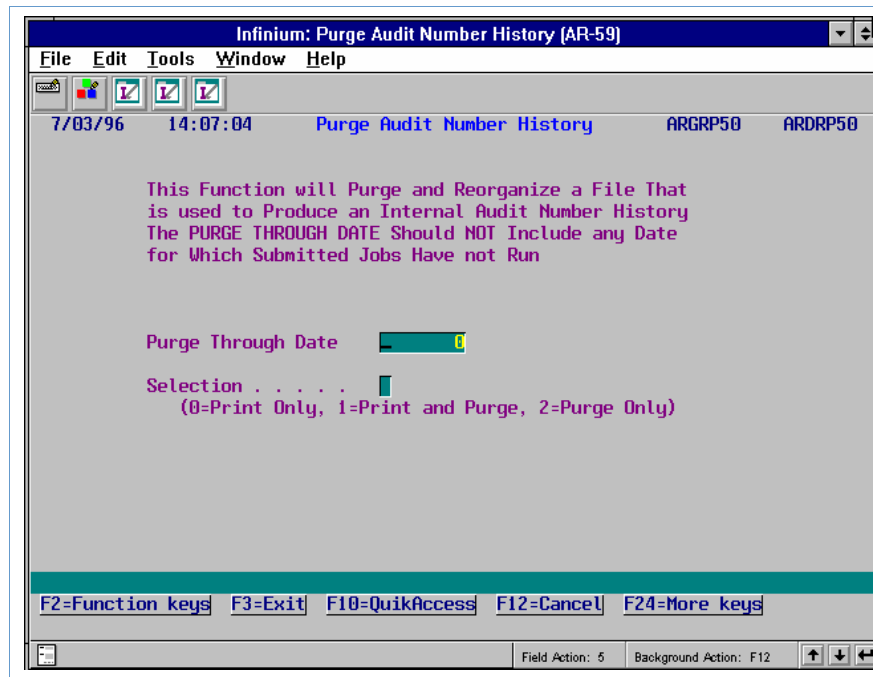 Infinium: Purge Audit Number History (AR-59)
File Edit Tools Window Help
7/03/96 14:07:04 Purge Audit Number History ARGRP50 ARDRP50
This Function will Purge and Reorganize a File That
is used to Produce an Internal Audit Number History
The PURGE THROUGH DATE Should NOT Include any Date
for Which Submitted Jobs Have not Run
Purge Through Date 0
Selection . . . . .
(0=Print Only, 1=Print and Purge, 2=Purge Only)
F2=Function keys F3=Exit F10=QuikAccess F12=Cancel F24=More keys
Field Action: 5 Background Action: F12